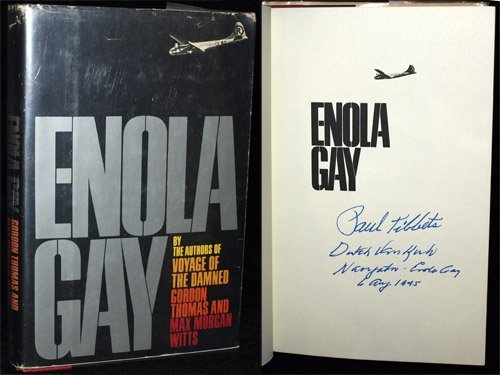 ENOLA
GAY
BY
THE AUTHORS OF
VOYAGE OF
THE DAMNED
GORDON
THOMAS AND
MAX MORGAN
WITTS
ENOLA GAY
GORDON THOMAS AND
ENOLA
GAY
Paul Tibbets
Dutch Van Kirk
Navigator - Enola Gay
6 Aug. 1945